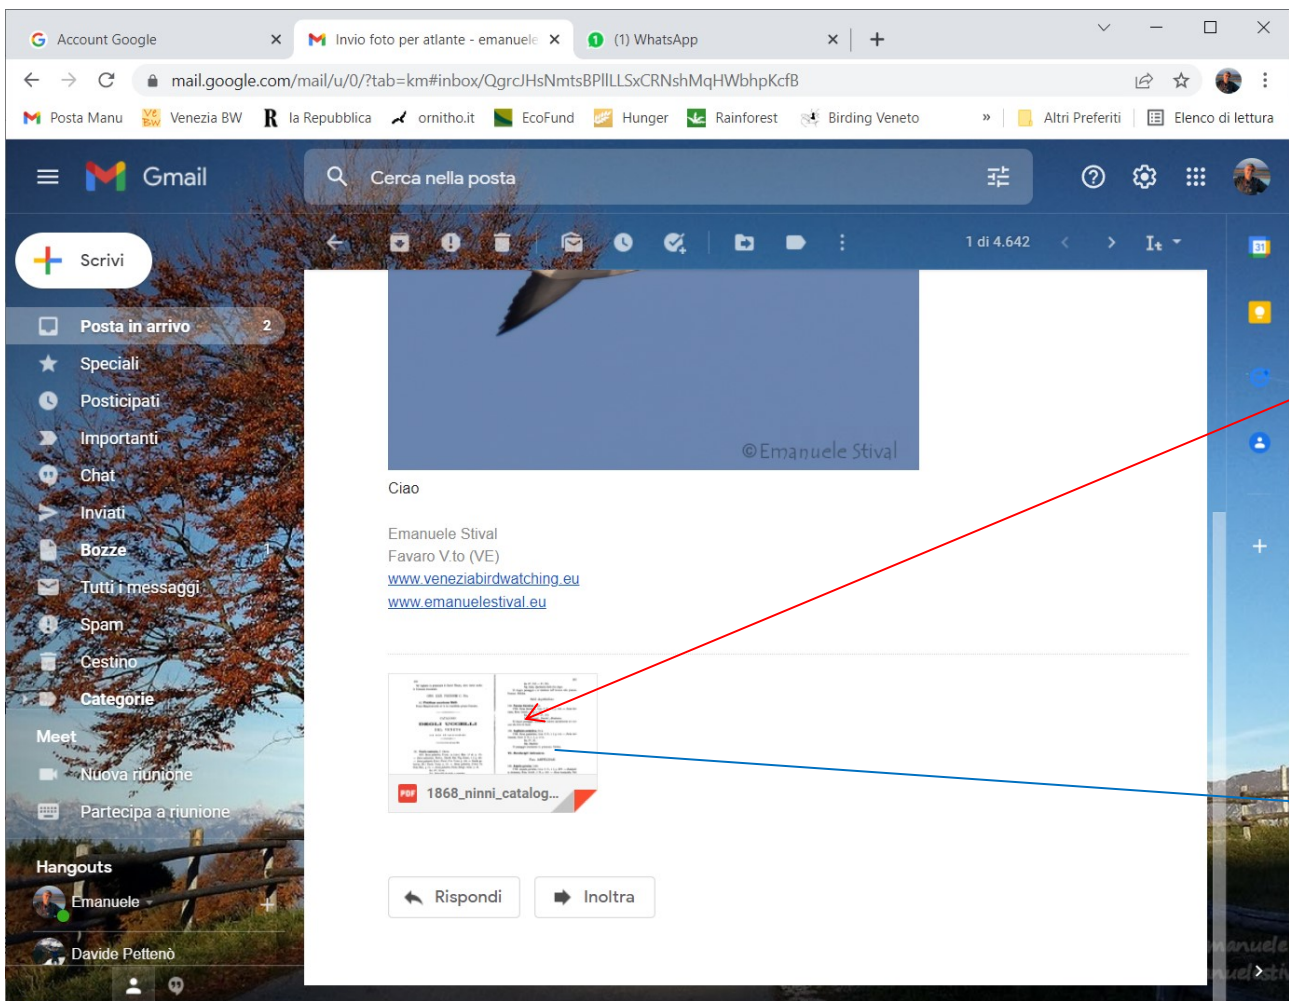 Account Google
Invio foto per atlante - emanuele
(1) WhatsApp
mail.google.com/mail/u/0/?tab=km#inbox/QgrcJHsNmtsBPllLLSxCRNshMqHWbhpKcfB
Posta Manu
Venezia BW
la Repubblica
ornitho.it
EcoFund
Hunger
Rainforest
Birding Veneto
»
Altri Preferiti
Elenco di lettura
Gmail
Cerca nella posta
1 di 4.642
Scrivi
31
Posta in arrivo 2
Speciali
Posticipati
Importanti
Chat
Inviati
Bozze 1
Tutti i messaggi
Spam
Cestino
Categorie
Meet
Nuova riunione
Partecipa a riunione
Hangouts
Emanuele
Davide Pettenò
©Emanuele Stival
Ciao
Emanuele Stival
Favaro V.to (VE)
www.veneziabirdwatching.eu
www.emanuelestival.eu
PDF 1868_ninni_catalog...
Rispondi
Inoltra